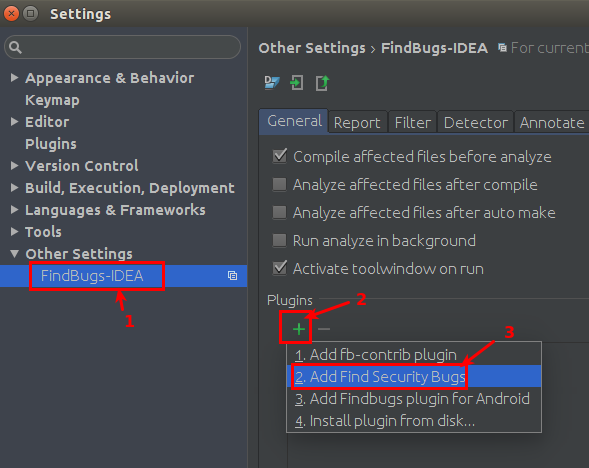 Settings
Appearance & Behavior
Keymap
Editor
Plugins
Version Control
Build, Execution, Deployment
Languages & Frameworks
Tools
Other Settings
FindBugs-IDEA
1
Other Settings › FindBugs-IDEA For current
General Report Filter Detector Annotate
Compile affected files before analyze
Analyze affected files after compile
Analyze affected files after auto make
Run analyze in background
Activate toolwindow on run
Plugins
2
3
1. Add fb-contrib plugin
2. Add Find Security Bugs
3. Add Findbugs plugin for Android
4. Install plugin from disk...